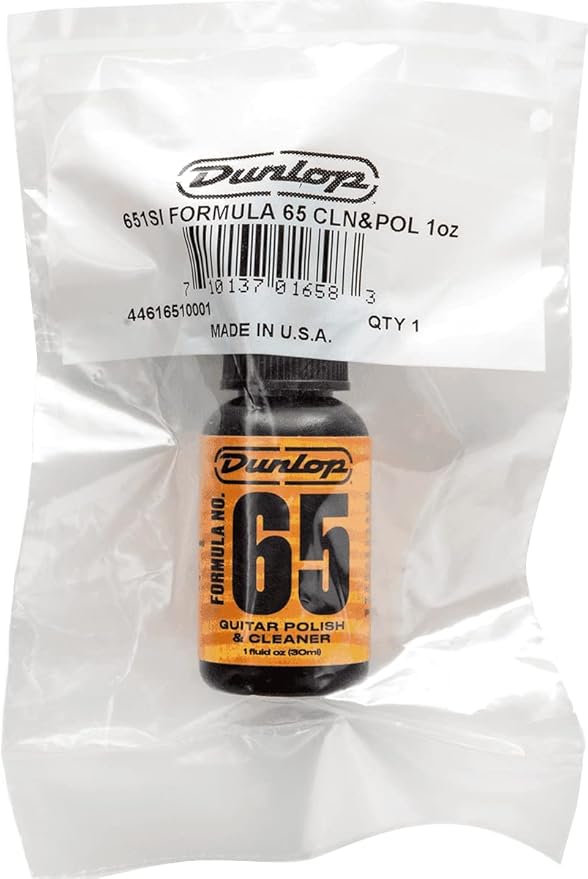 Dunlop
651SI FORMULA 65 CLN&POL 1oz
7 10137 01658 3
44616510001
QTY 1
MADE IN U.S.A.
Dunlop
FORMULA NO.
65
GUITAR POLISH
& CLEANER
1 fluid oz (30ml)